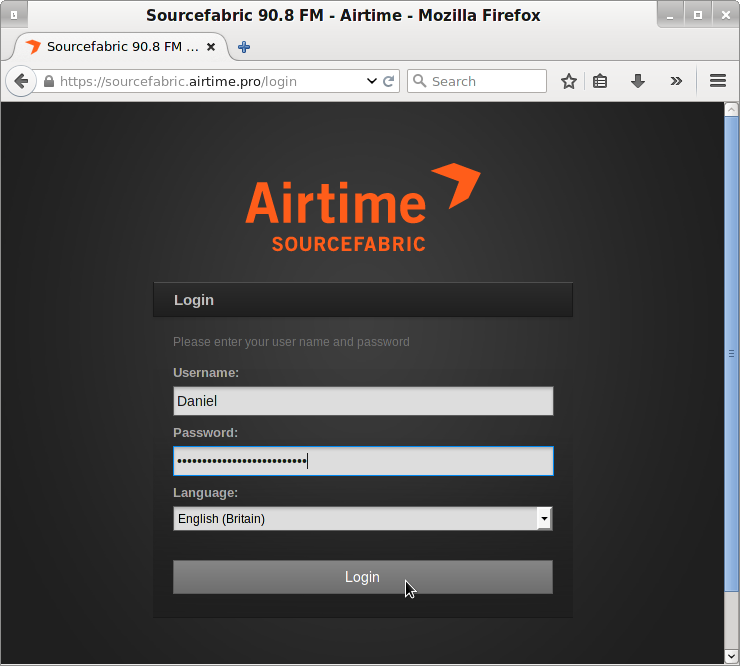 Sourcefabric 90.8 FM - Airtime - Mozilla Firefox
Sourcefabric 90.8 FM ...
https://sourcefabric.airtime.pro/login
Search
Airtime
SOURCEFABRIC
Login
Please enter your user name and password
Username:
Daniel
Password:
Language:
English (Britain)
Login